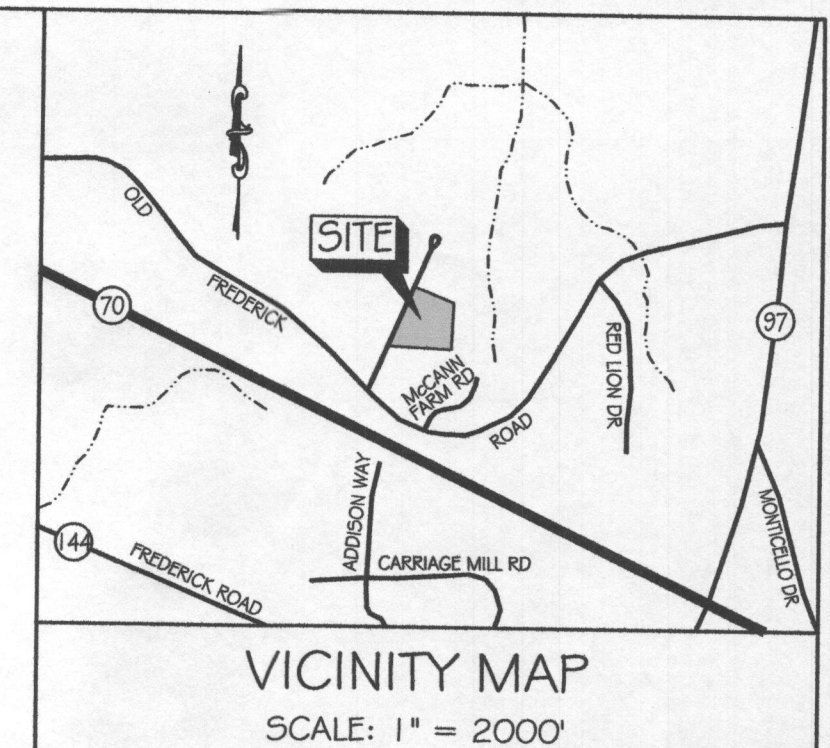 OLD
SITE
FREDERICK
70
97
McCANN
FARM RD
RED LION DR
ROAD
ADDISON WAY
MONTICELLO DR
144
FREDERICK ROAD
CARRIAGE MILL RD
VICINITY MAP
SCALE: 1" = 2000'